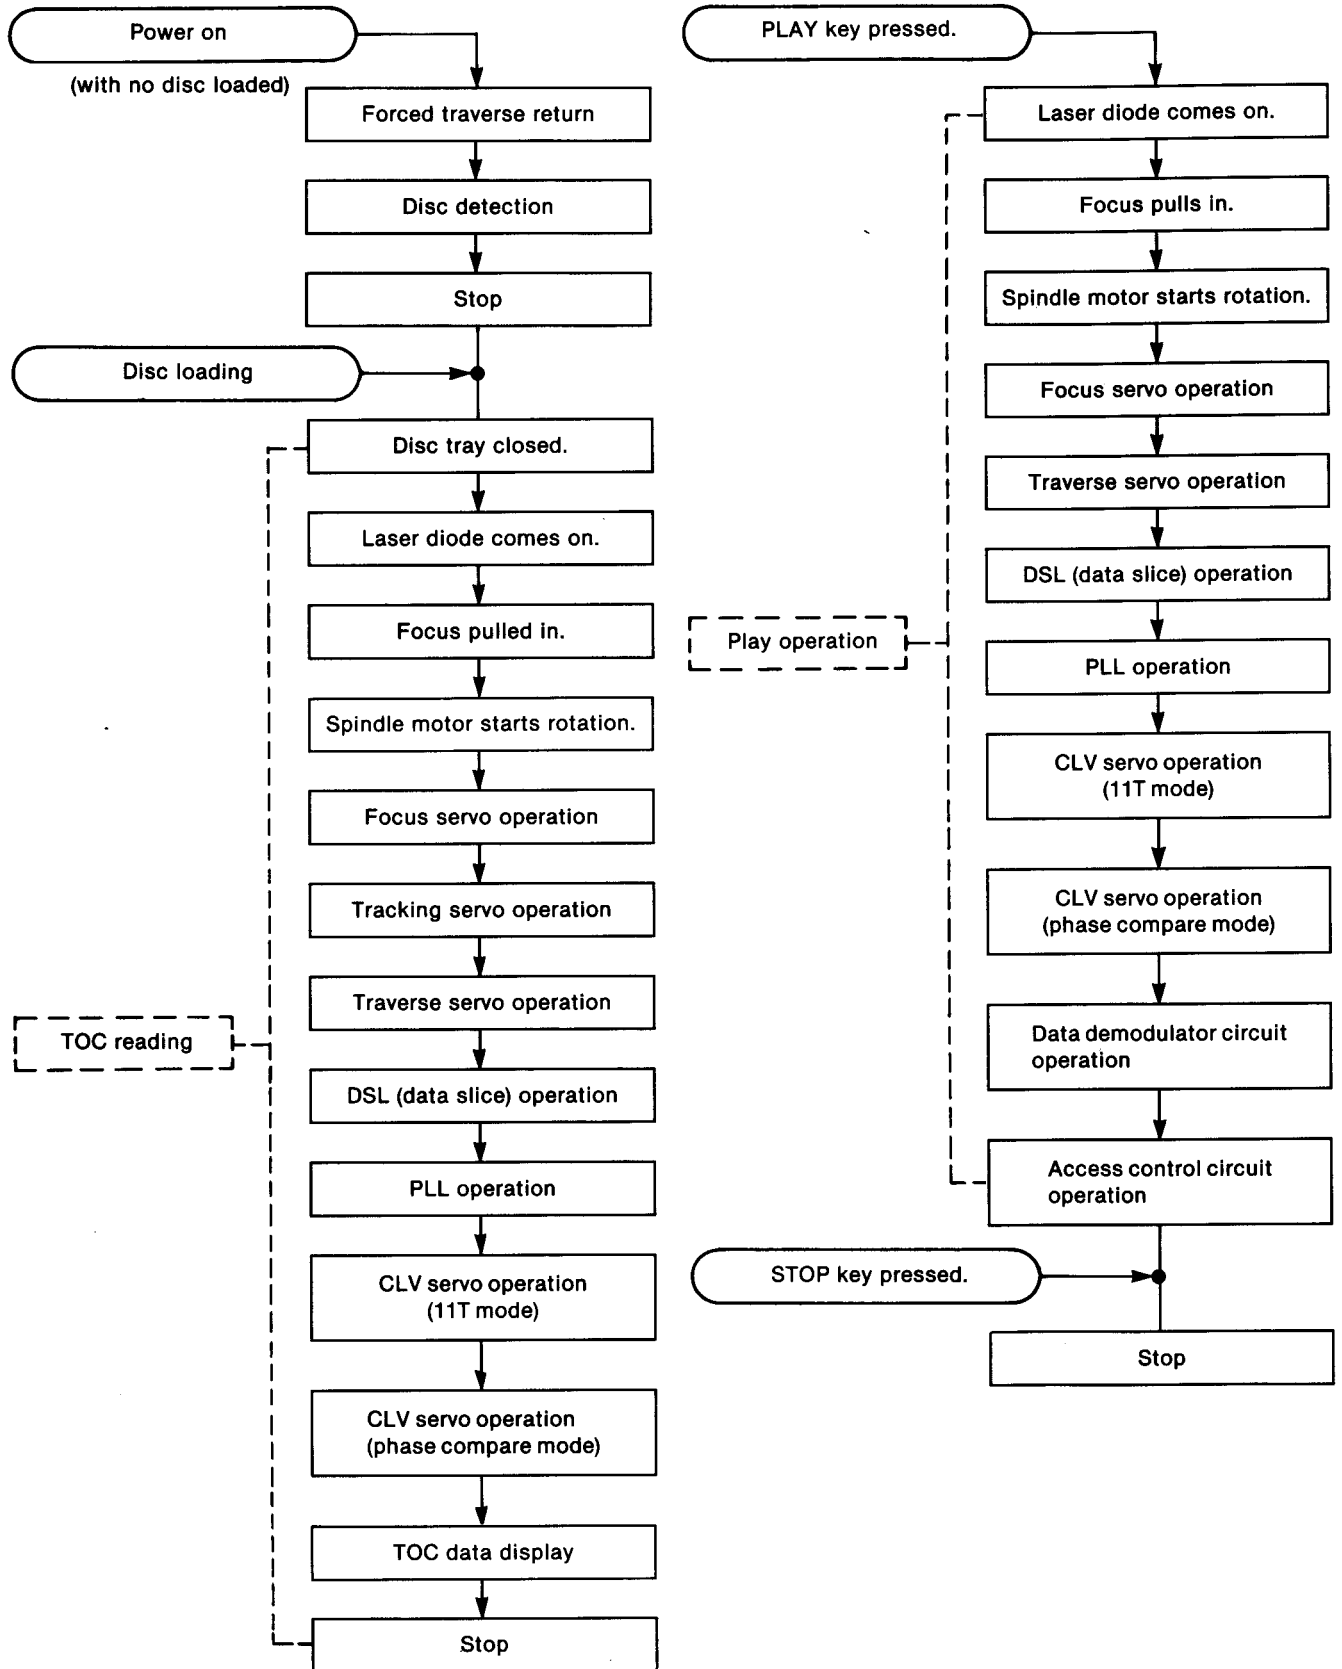 Power on
(with no disc loaded)
Forced traverse return
Disc detection
Stop
Disc loading
Disc tray closed.
Laser diode comes on.
Focus pulled in.
Spindle motor starts rotation.
Focus servo operation
Tracking servo operation
Traverse servo operation
TOC reading
DSL (data slice) operation
PLL operation
CLV servo operation
(11T mode)
CLV servo operation
(phase compare mode)
TOC data display
Stop
PLAY key pressed.
Laser diode comes on.
Focus pulls in.
Spindle motor starts rotation.
Focus servo operation
Traverse servo operation
DSL (data slice) operation
Play operation
PLL operation
CLV servo operation
(11T mode)
CLV servo operation
(phase compare mode)
Data demodulator circuit
operation
Access control circuit
operation
STOP key pressed.
Stop